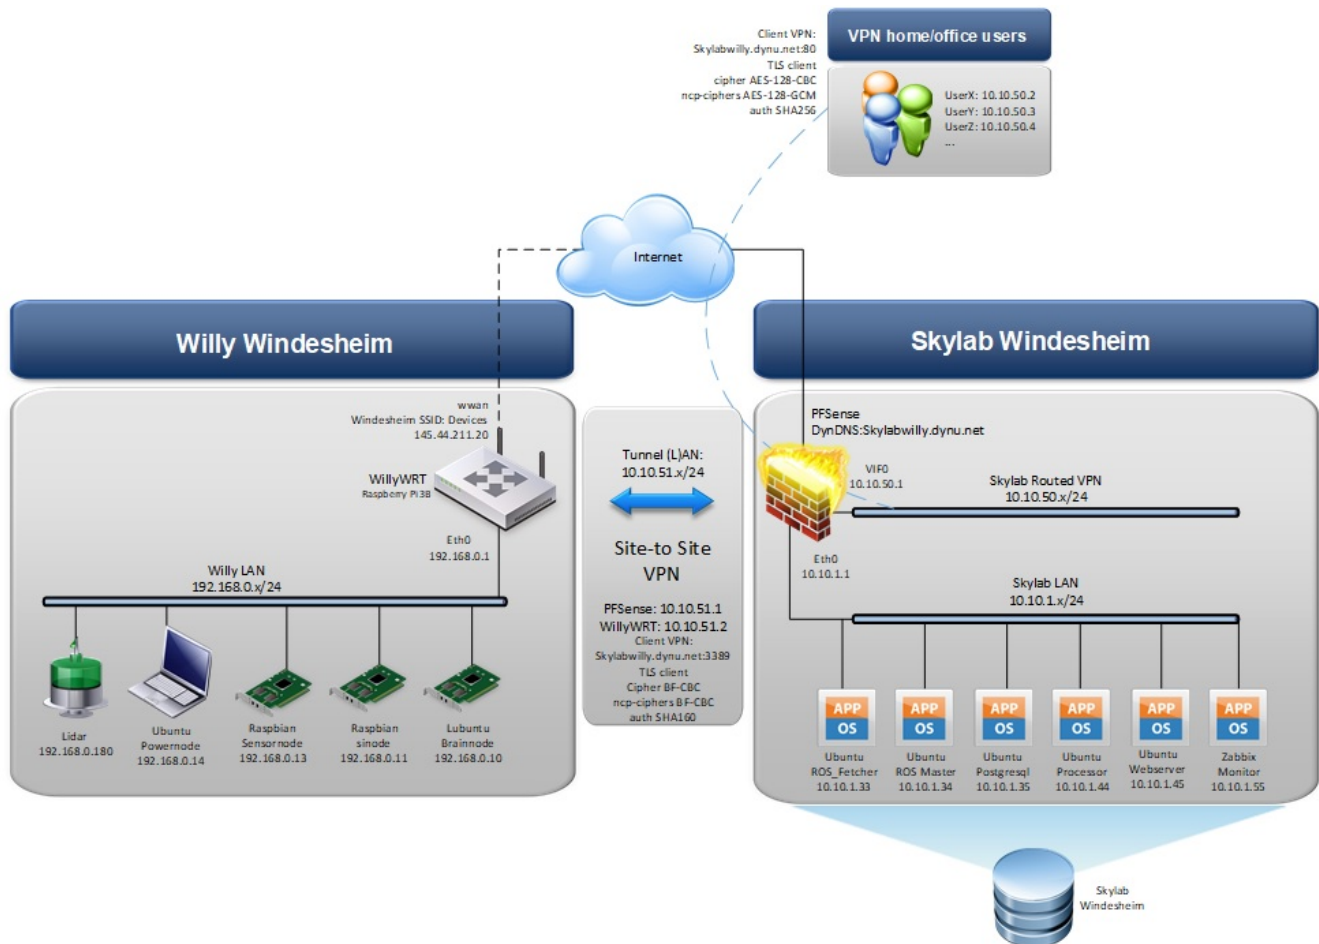 Client VPN:
Skylabwilly.dynu.net:80
TLS client
cipher AES-128-CBC
ncp-ciphers AES-128-GCM
auth SHA256
VPN home/office users
UserX: 10.10.50.2
UserY: 10.10.50.3
UserZ: 10.10.50.4
...
Internet
Willy Windesheim
wwan
Windesheim SSID: Devices
145.44.211.20
WillyWRT
Raspberry Pi3B
Eth0
192.168.0.1
Willy LAN
192.168.0.x/24
Lidar
192.168.0.180
Ubuntu
Powernode
192.168.0.14
Raspbian
Sensornode
192.168.0.13
Raspbian
sinode
192.168.0.11
Lubuntu
Brainnode
192.168.0.10
Tunnel (L)AN:
10.10.51.x/24
Site-to Site
VPN
PFSense: 10.10.51.1
WillyWRT: 10.10.51.2
Client VPN:
Skylabwilly.dynu.net:3389
TLS client
Cipher BF-CBC
ncp-ciphers BF-CBC
auth SHA160
Skylab Windesheim
PFSense
DynDNS:Skylabwilly.dynu.net
VIF0
10.10.50.1
Skylab Routed VPN
10.10.50.x/24
Eth0
10.10.1.1
Skylab LAN
10.10.1.x/24
APP
OS
Ubuntu
ROS_Fetcher
10.10.1.33
APP
OS
Ubuntu
ROS Master
10.10.1.34
APP
OS
Ubuntu
Postgresql
10.10.1.35
APP
OS
Ubuntu
Processor
10.10.1.44
APP
OS
Ubuntu
Webserver
10.10.1.45
APP
OS
Zabbix
Monitor
10.10.1.55
Skylab
Windesheim